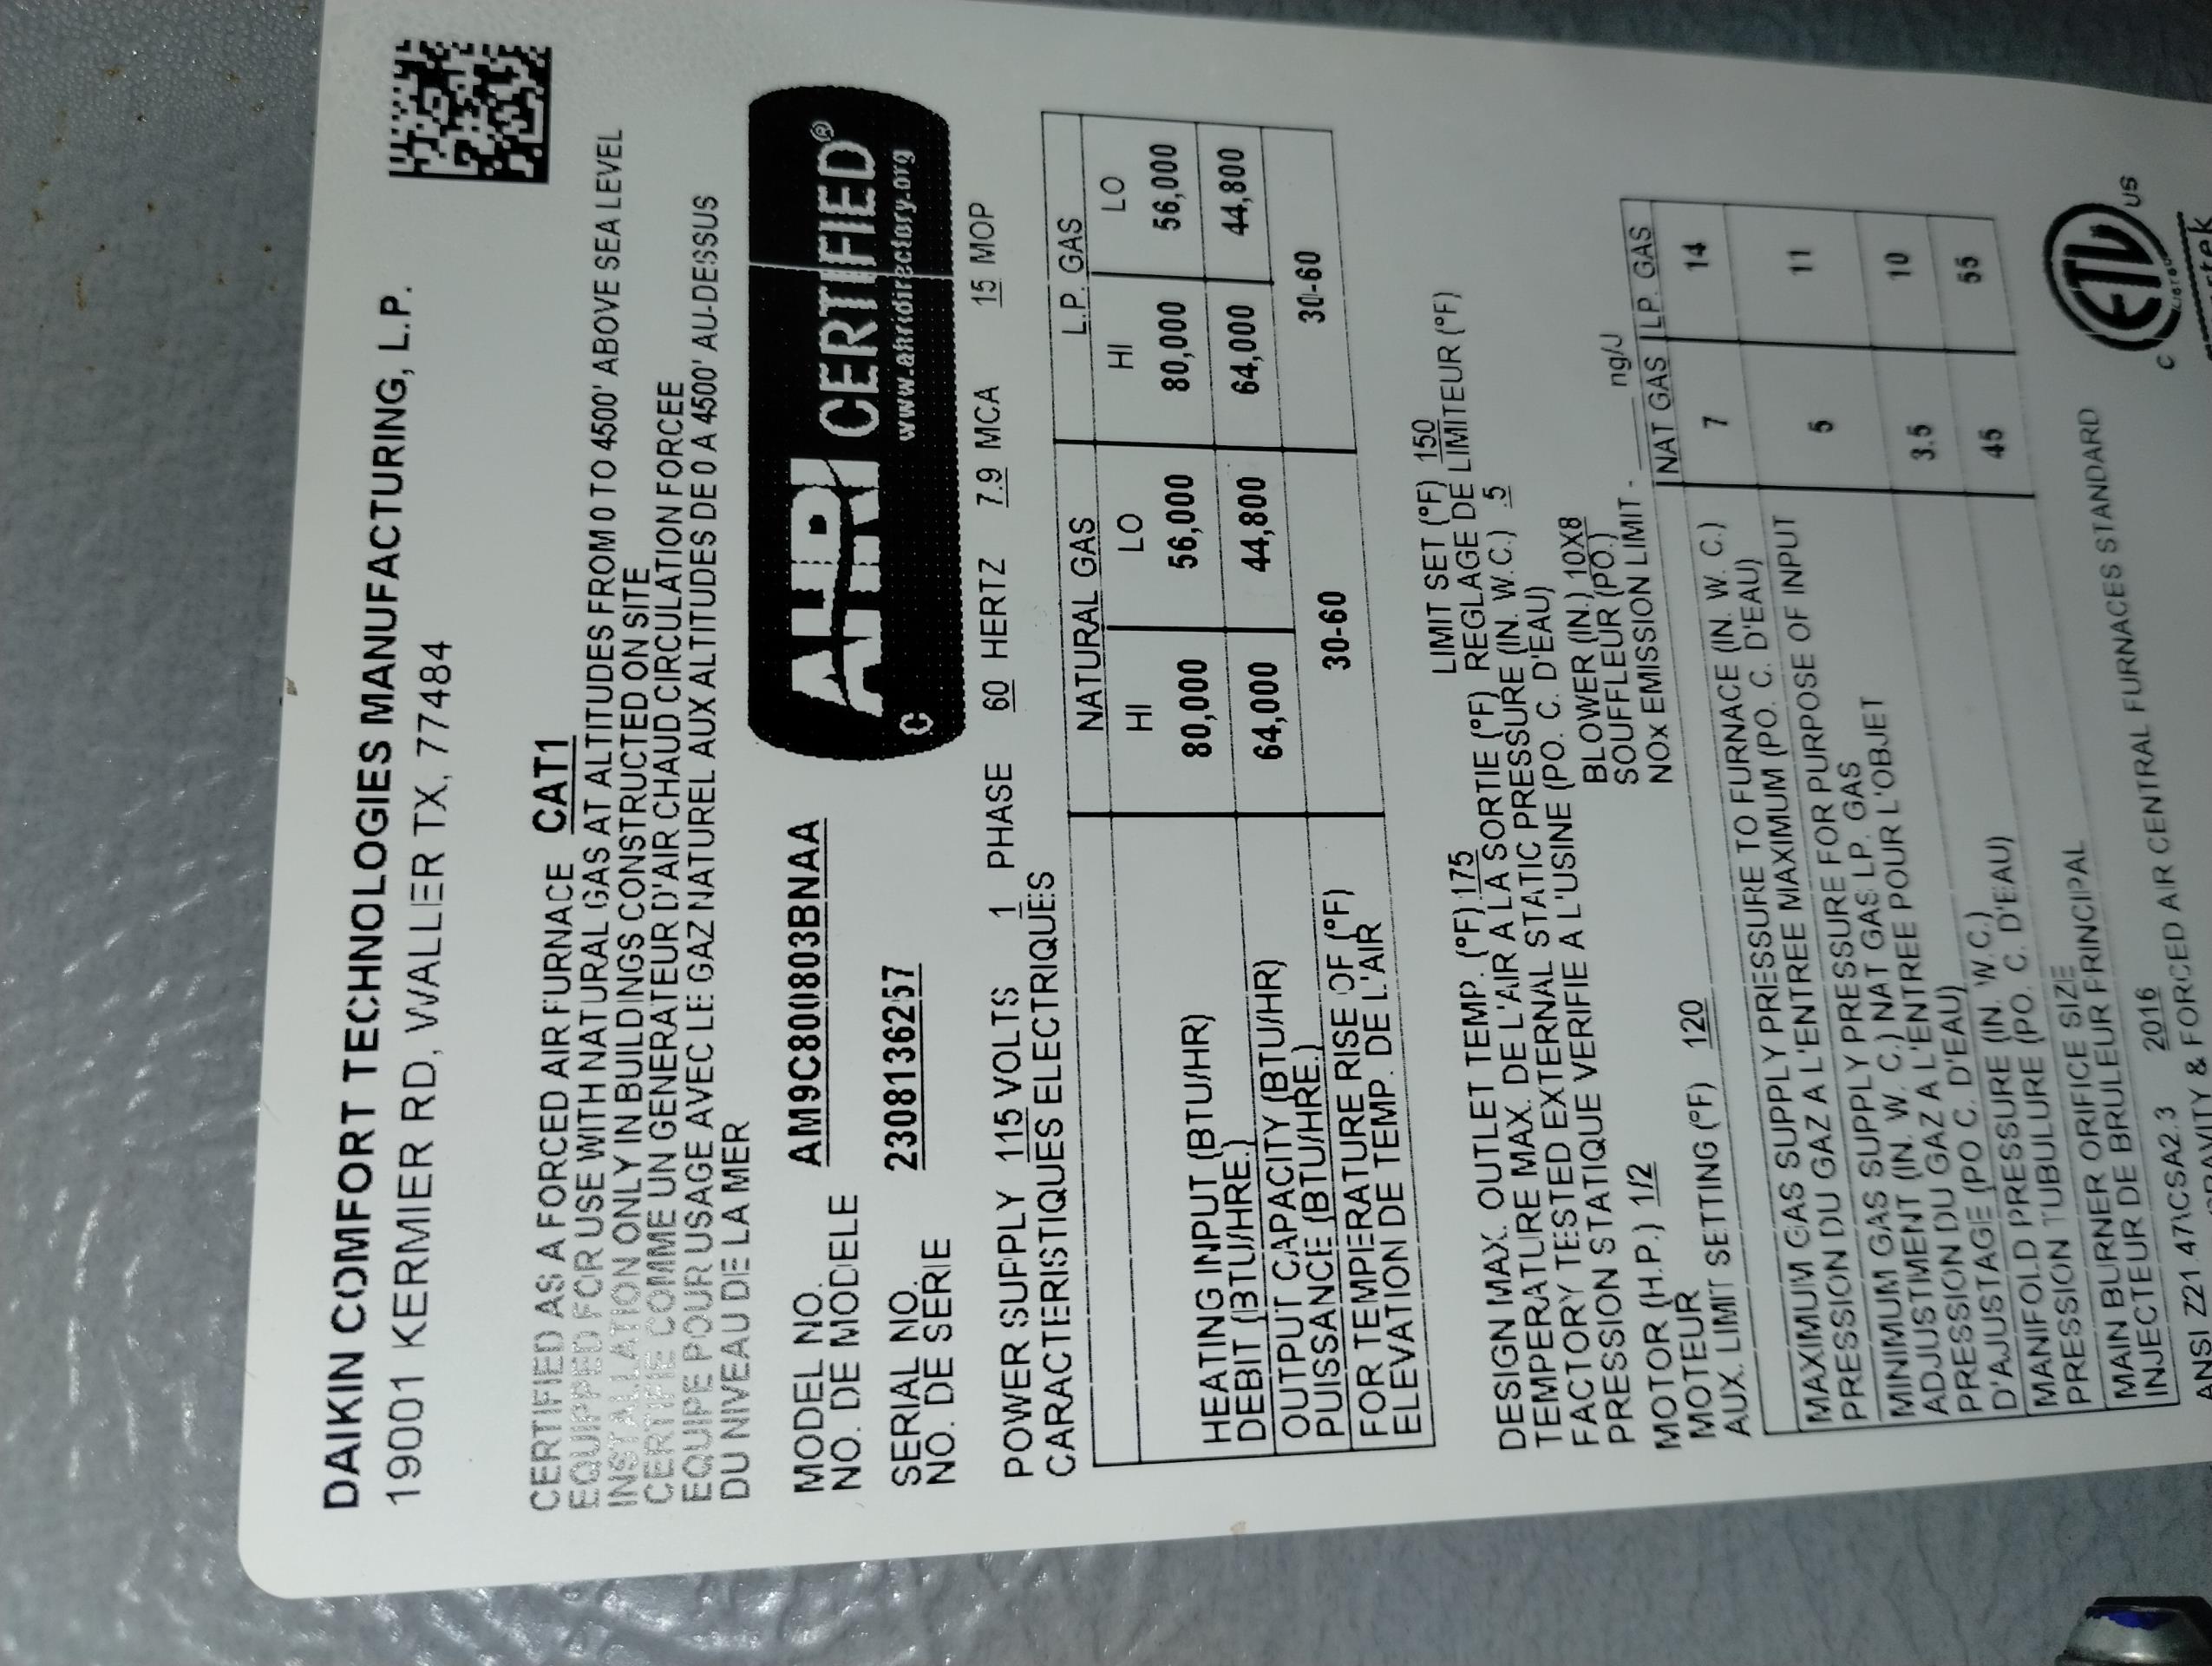 DAIKIN COMFORT TECHNOLOGIES MANUFACTURING, L.P.
19001 KERMIER RD, WALLER TX, 77484
CERTIFIED AS A FORCED AIR FURNACE CAT1
EQUIPPED FOR USE WITH NATURAL GAS AT ALTITUDES FROM 0 TO 4500' ABOVE SEA LEVEL
INSTALLATION ONLY IN BUILDINGS CONSTRUCTED ON SITE
CERTIFIE COMME UN GENERATEUR D'AIR CHAUD CIRCULATION FORCEE
EQUIPE POUR USAGE AVEC LE GAZ NATUREL AUX ALTITUDES DE 0 A 4500' AU-DESSUS
DU NIVEAU DE LA MER
MODEL NO. AM9C800803BNAA
NO. DE MODELE
SERIAL NO. 2308136257
NO. DE SERIE
C AHRI CERTIFIED®
www.ahridirectory.org
POWER SUPPLY 115 VOLTS 1 PHASE 60 HERTZ 7.9 MCA 15 MOP
CARACTERISTIQUES ELECTRIQUES
NATURAL GAS L.P. GAS
HI LO HI LO
HEATING INPUT (BTU/HR) 80,000 56,000 80,000 56,000
DEBIT (BTU/HRE.)
OUTPUT CAPACITY (BTU/HR) 64,000 44,800 64,000 44,800
PUISSANCE (BTU/HRE.)
FOR TEMPERATURE RISE OF (°F) 30-60 30-60
ELEVATION DE TEMP. DE L'AIR
DESIGN MAX. OUTLET TEMP. (°F) 175 LIMIT SET (°F) 150
TEMPERATURE MAX. DE L'AIR A LA SORTIE (°F) REGLAGE DE LIMITEUR (°F)
FACTORY TESTED EXTERNAL STATIC PRESSURE (IN. W.C.) .5
PRESSION STATIQUE VERIFIE A L'USINE (PO. C. D'EAU)
MOTOR (H.P.) 1/2 BLOWER (IN.) 10X8
MOTEUR SOUFFLEUR (PO.)
AUX. LIMIT SETTING (°F) 120 NOx EMISSION LIMIT - ng/J
NAT GAS LP. GAS
MAXIMUM GAS SUPPLY PRESSURE TO FURNACE (IN. W. C.) 7 14
PRESSION DU GAZ A L'ENTREE MAXIMUM (PO. C. D'EAU)
MINIMUM GAS SUPPLY PRESSURE FOR PURPOSE OF INPUT 5 11
ADJUSTMENT (IN. W. C.) NAT GAS LP. GAS
PRESSION DU GAZ A L'ENTREE POUR L'OBJET
D'AJUSTAGE (PO C. D'EAU)
MANIFOLD PRESSURE (IN. W.C.) 3.5 10
PRESSION TUBULURE (PO. C. D'EAU)
MAIN BURNER ORIFICE SIZE 45 55
INJECTEUR DE BRULEUR PRINCIPAL
ANSI Z21.47\CSA2.3 2016
GRAVITY & FORCED AIR CENTRAL FURNACES STANDARD
C ETL US
LISTED